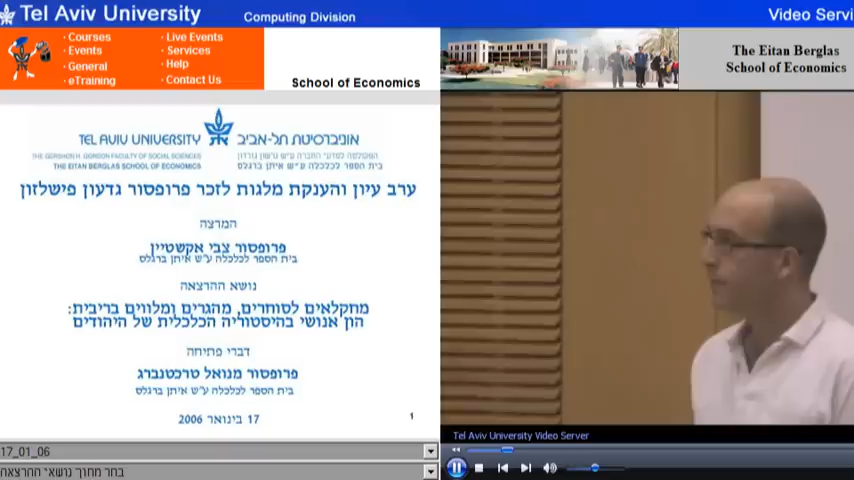 Tel Aviv University
Computing Division
Video Servi
· Courses
· Live Events
· Events
· Services
· General
· Help
· eTraining
· Contact Us
School of Economics
The Eitan Berglas
School of Economics
TEL AVIV UNIVERSITY אוניברסיטת תל-אביב
THE GERSHON H. GORDON FACULTY OF SOCIAL SCIENCES הפקולטה למדעי החברה ע"ש גרשון גורדון
THE EITAN BERGLAS SCHOOL OF ECONOMICS בית הספר לכלכלה ע"ש איתן ברגלס
ערב עיון והענקת מלגות לזכר פרופסור גדעון פישלזון
המרצה
פרופסור צבי אקשטיין
בית הספר לכלכלה ע"ש איתן ברגלס
נושא ההרצאה
מחקלאים לסוחרים, מהגרים ומלווים בריבית:
הון אנושי בהיסטוריה הכלכלית של היהודים
דברי פתיחה
פרופסור מנואל טרכטנברג
בית הספר לכלכלה ע"ש איתן ברגלס
17 בינואר 2006
1
Tel Aviv University Video Server
17_01_06
בחר מתוך נושאי ההרצאה